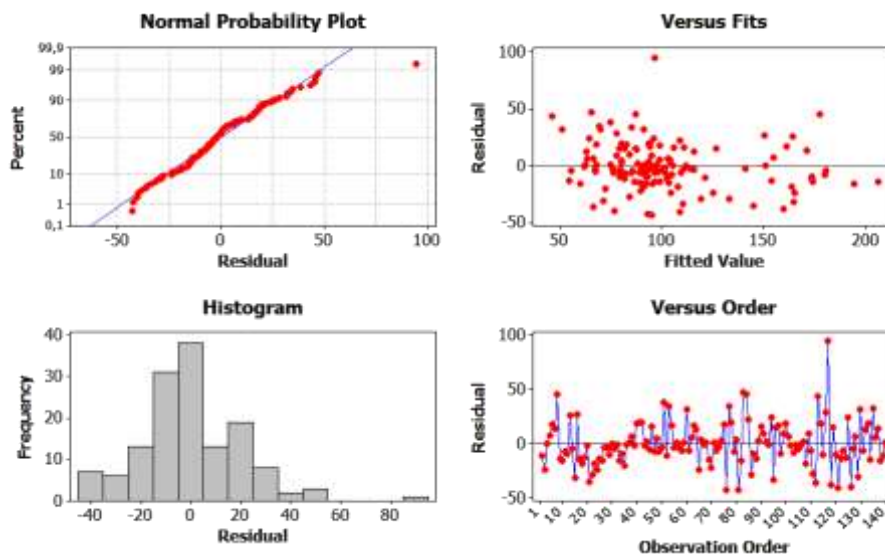 Normal Probability Plot
99,9
99
90
50
10
1
0,1
Percent
-50 0 50 100
Residual
Versus Fits
100
50
0
-50
Residual
50 100 150 200
Fitted Value
Histogram
40
30
20
10
0
Frequency
-40 -20 0 20 40 60 80
Residual
Versus Order
100
50
0
-50
Residual
1 10 20 30 40 50 60 70 80 90 100 110 120 130 140
Observation Order